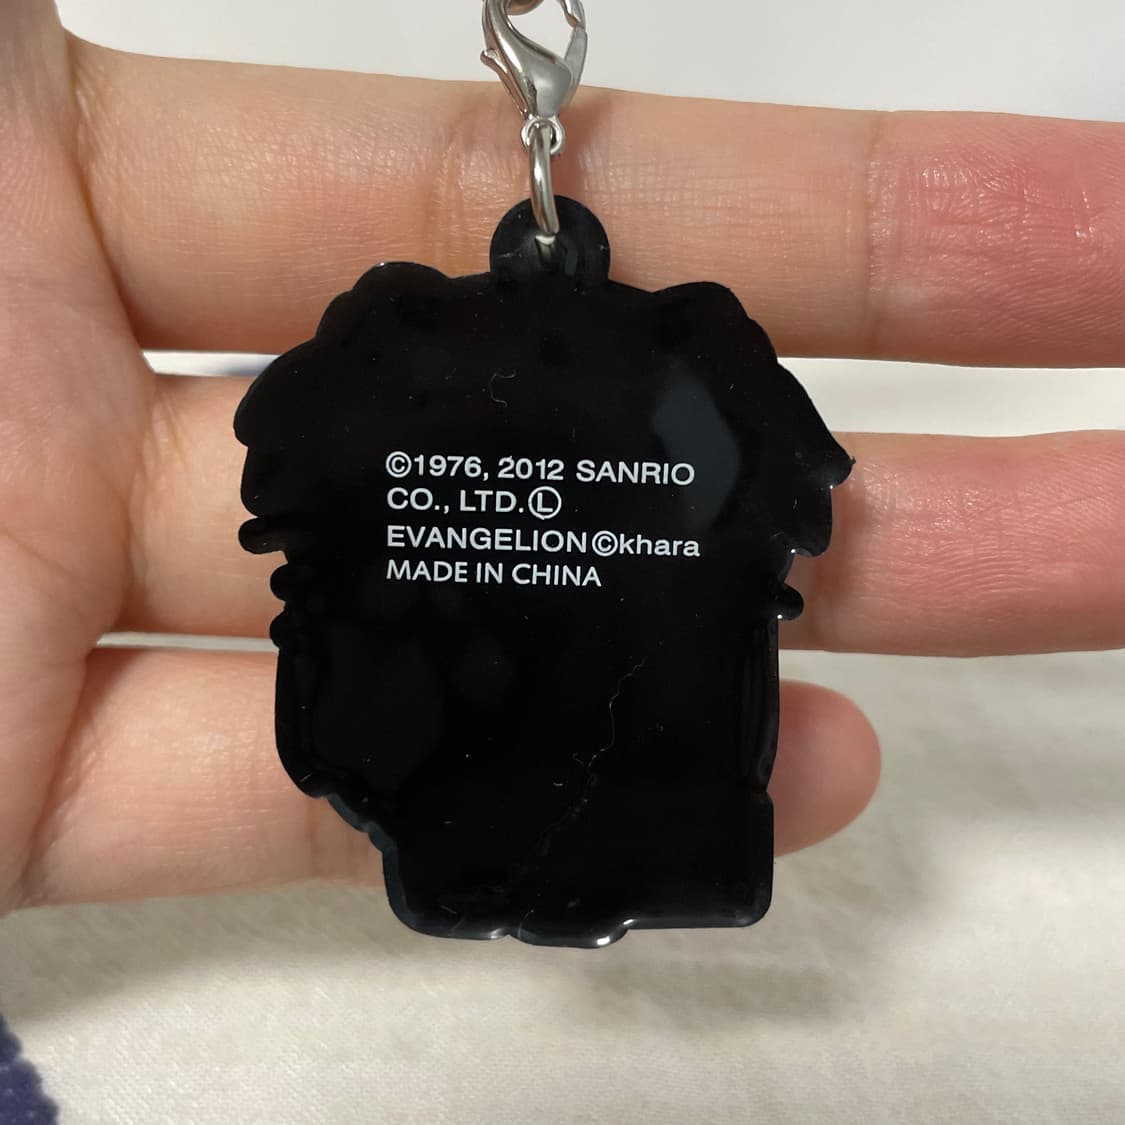 ©1976, 2012 SANRIO
CO., LTD.Ⓛ
EVANGELION©khara
MADE IN CHINA